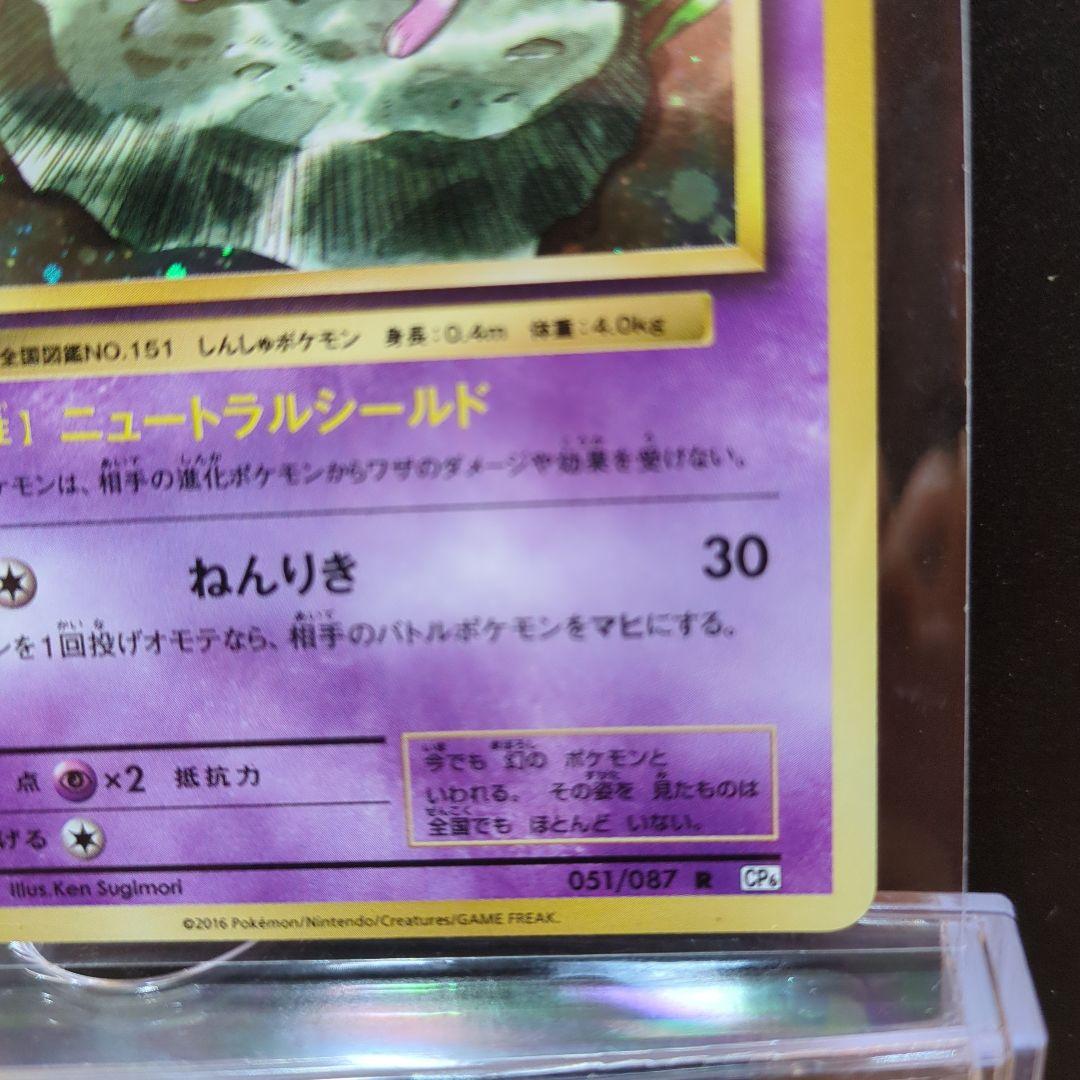 全国図鑑NO.151 しんしゅポケモン 身長:0.4m 体重:4.0kg
性】 ニュートラルシールド
ケモンは、相手の進化ポケモンからワザのダメージや効果を受けない。
ねんりき 30
ンを1回投げオモテなら、相手のバトルポケモンをマヒにする。
点 ×2 抵抗力
げる
今でも 幻の ポケモンと
いわれる。 その姿を 見たものは
全国でも ほとんど いない。
Illus.Ken Sugimori
051/087 R CP6
©2016 Pokémon/Nintendo/Creatures/GAME FREAK.